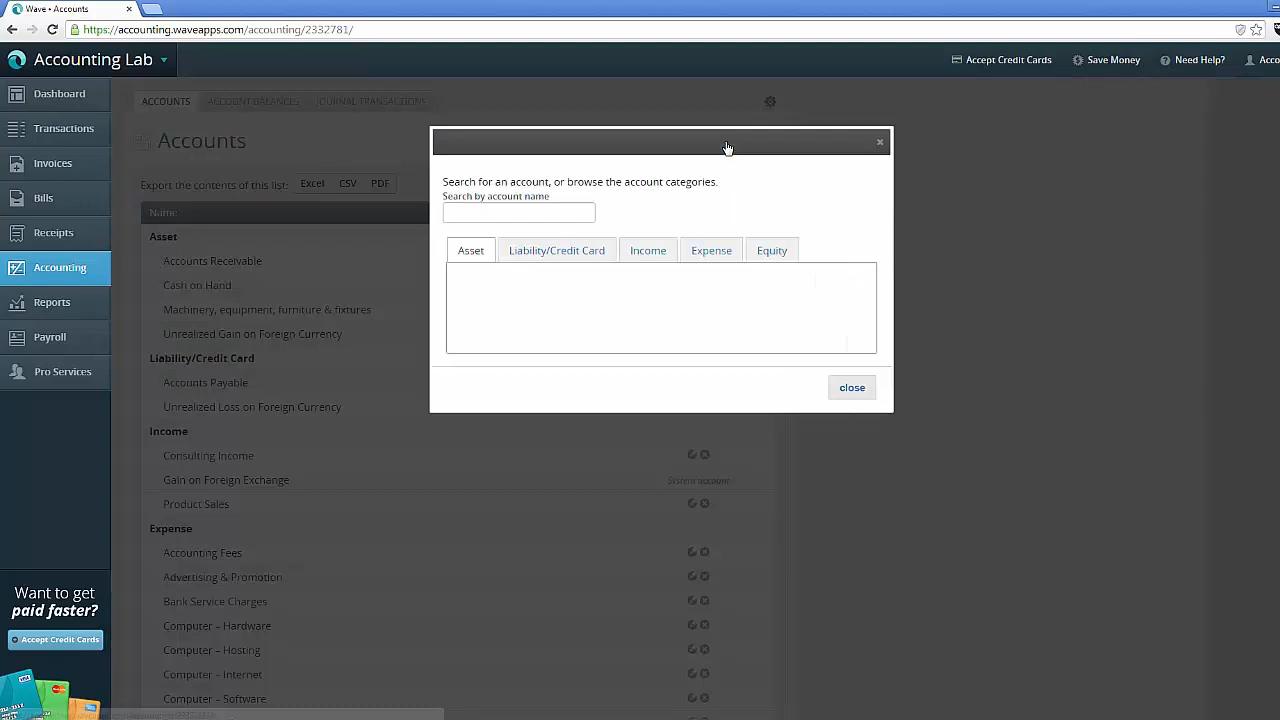 Wave • Accounts
https://accounting.waveapps.com/accounting/2332781/
Accounting Lab
Accept Credit Cards
Save Money
Need Help?
Acco
Dashboard
Transactions
Invoices
Bills
Receipts
Accounting
Reports
Payroll
Pro Services
Want to get
paid faster?
Accept Credit Cards
VISA
ACCOUNTS
ACCOUNT BALANCES
JOURNAL TRANSACTIONS
Accounts
Export the contents of this list:
Excel
CSV
PDF
Name:
Asset
Accounts Receivable
Cash on Hand
Machinery, equipment, furniture & fixtures
Unrealized Gain on Foreign Currency
Liability/Credit Card
Accounts Payable
Unrealized Loss on Foreign Currency
Income
Consulting Income
Gain on Foreign Exchange
System account
Product Sales
Expense
Accounting Fees
Advertising & Promotion
Bank Service Charges
Computer – Hardware
Computer – Hosting
Computer – Internet
Computer – Software
Search for an account, or browse the account categories.
Search by account name
Asset
Liability/Credit Card
Income
Expense
Equity
close